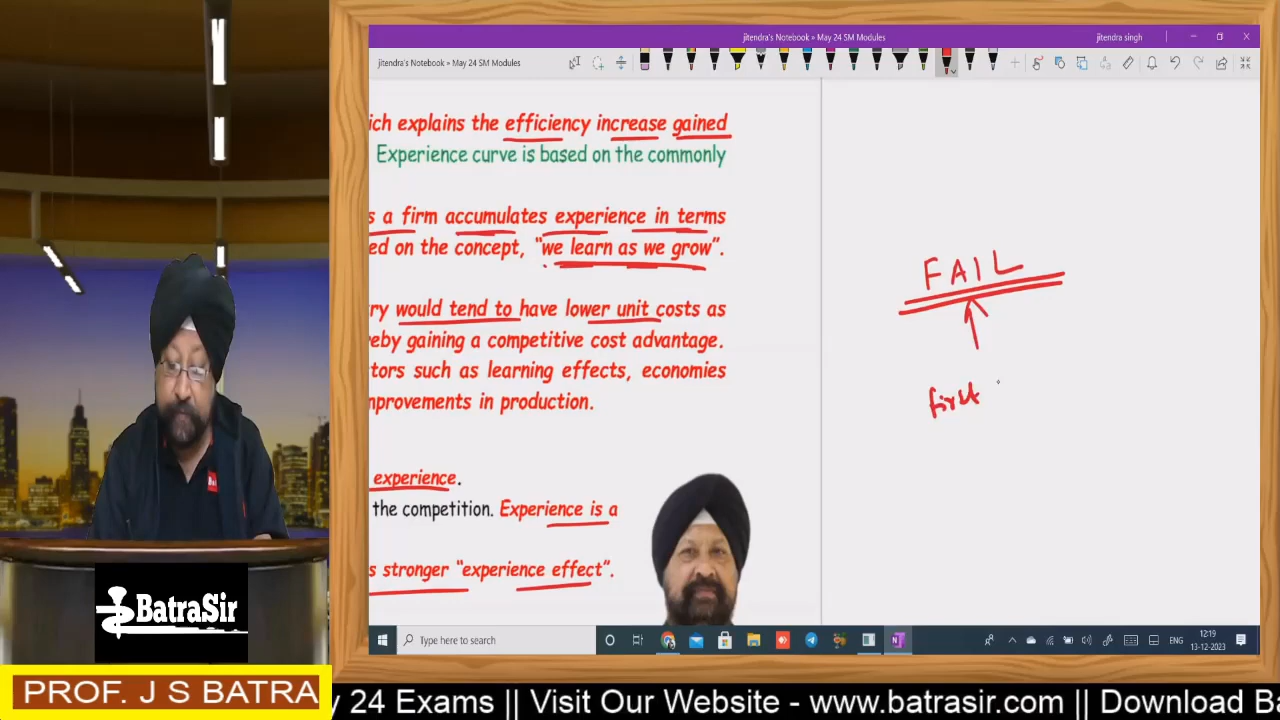 jitendra's Notebook » May 24 SM Modules
jitendra singh
jitendra's Notebook » May 24 SM Modules
ich explains the efficiency increase gained
Experience curve is based on the commonly
s a firm accumulates experience in terms
ed on the concept, “we learn as we grow”.
ry would tend to have lower unit costs as
reby gaining a competitive cost advantage.
tors such as learning effects, economies
mprovements in production.
experience.
the competition. Experience is a
s stronger “experience effect”.
FAIL
first
BatraSir
Type here to search
ENG
12:19
13-12-2023
PROF. J S BATRA
y 24 Exams || Visit Our Website - www.batrasir.com || Download Ba